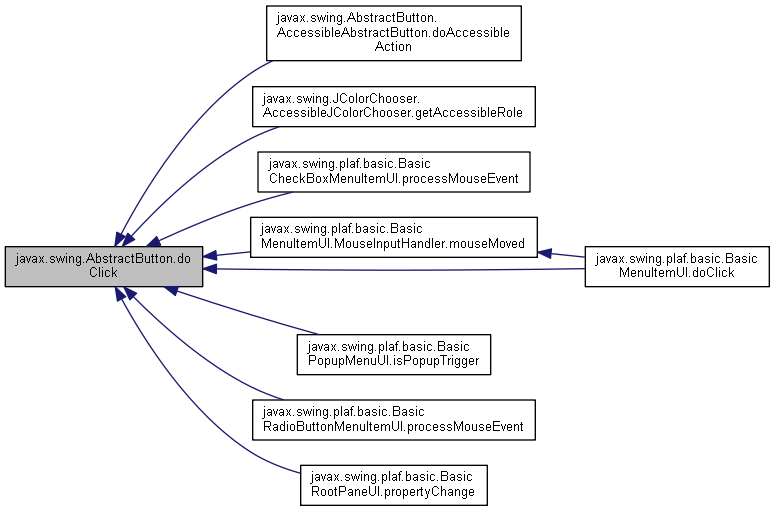 javax.swing.AbstractButton.
AccessibleAbstractButton.doAccessible
Action
javax.swing.JColorChooser.
AccessibleJColorChooser.getAccessibleRole
javax.swing.plaf.basic.Basic
CheckBoxMenuItemUI.processMouseEvent
javax.swing.plaf.basic.Basic
MenuItemUI.MouseInputHandler.mouseMoved
javax.swing.AbstractButton.do
Click
javax.swing.plaf.basic.Basic
MenuItemUI.doClick
javax.swing.plaf.basic.Basic
PopupMenuUI.isPopupTrigger
javax.swing.plaf.basic.Basic
RadioButtonMenuItemUI.processMouseEvent
javax.swing.plaf.basic.Basic
RootPaneUI.propertyChange